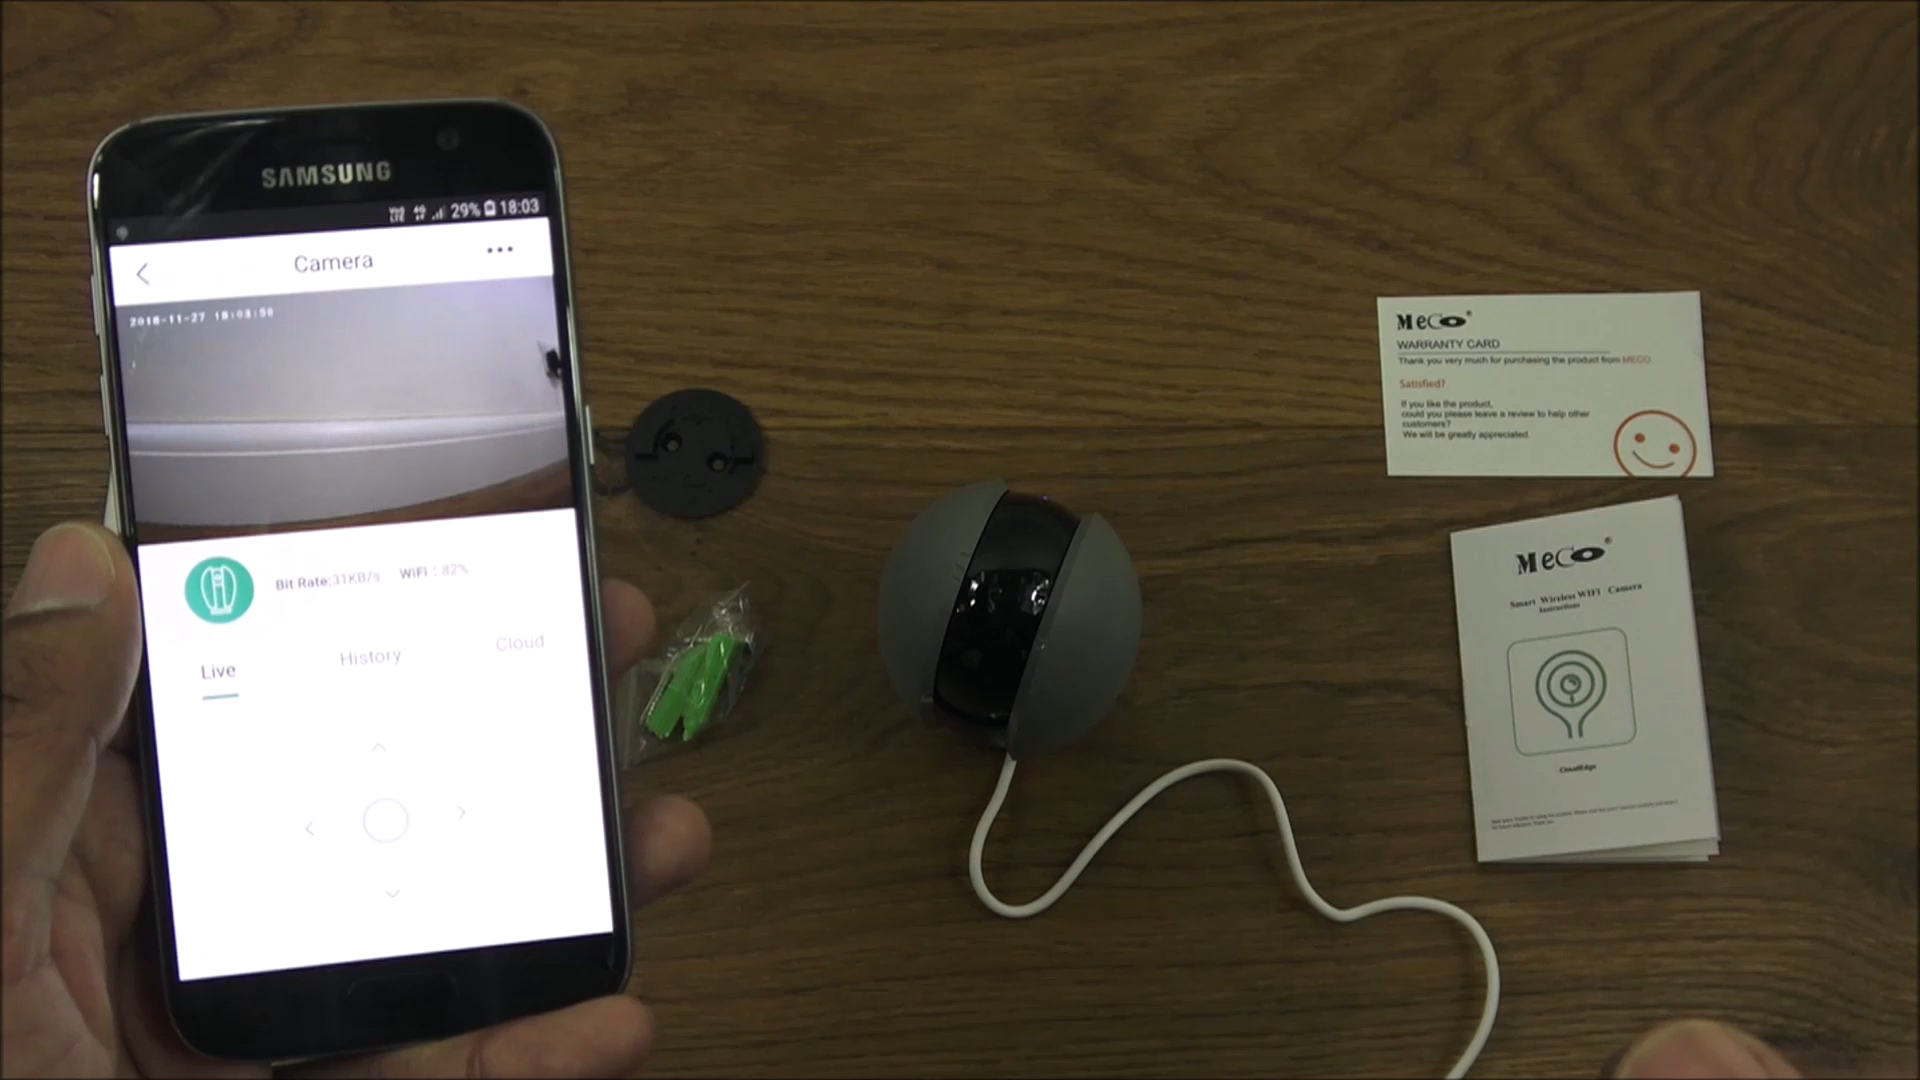 SAMSUNG
29% 18:03
Camera
2018-11-27 18:03:50
Bit Rate:31KB/s WiFi : 82%
Live History Cloud
MeCo®
WARRANTY CARD
Thank you very much for purchasing the product from MECO.
Satisfied?
If you like the product,
could you please leave a review to help other
customers?
We will be greatly appreciated.
MeCo®
Smart Wireless WIFI Camera
Instructions
CloudEdge